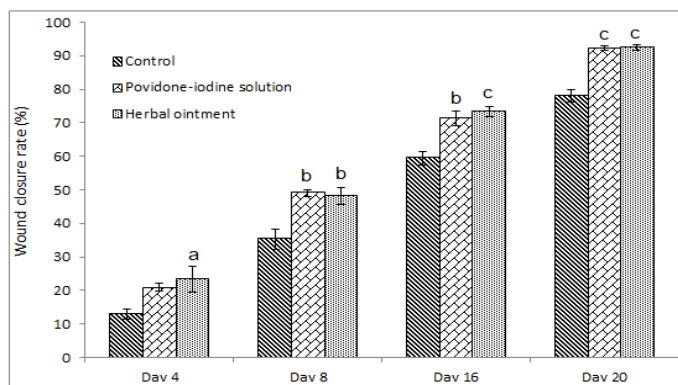 100
90
80
70
60
50
40
30
20
10
0
Wound closure rate (%)
Control
Povidone-iodine solution
Herbal ointment
a
b b
b c
c c
Day 4 Day 8 Day 16 Day 20